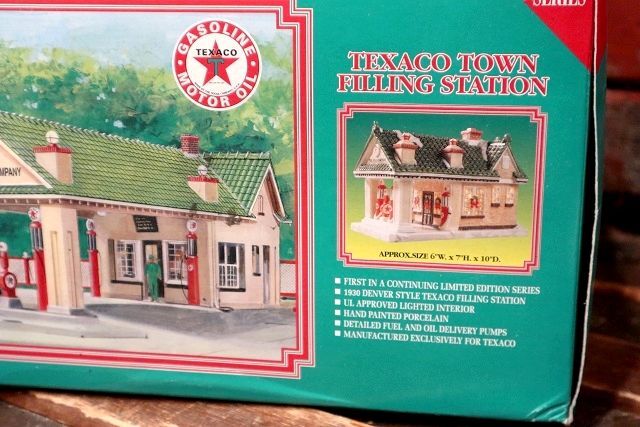 SERIES
GASOLINE
TEXACO
T
MOTOR OIL
TEXACO TOWN
FILLING STATION
MPANY
APPROX.SIZE 6"W. x 7"H. x 10"D.
FIRST IN A CONTINUING LIMITED EDITION SERIES
1930 DENVER STYLE TEXACO FILLING STATION
UL APPROVED LIGHTED INTERIOR
HAND PAINTED PORCELAIN
DETAILED FUEL AND OIL DELIVERY PUMPS
MANUFACTURED EXCLUSIVELY FOR TEXACO